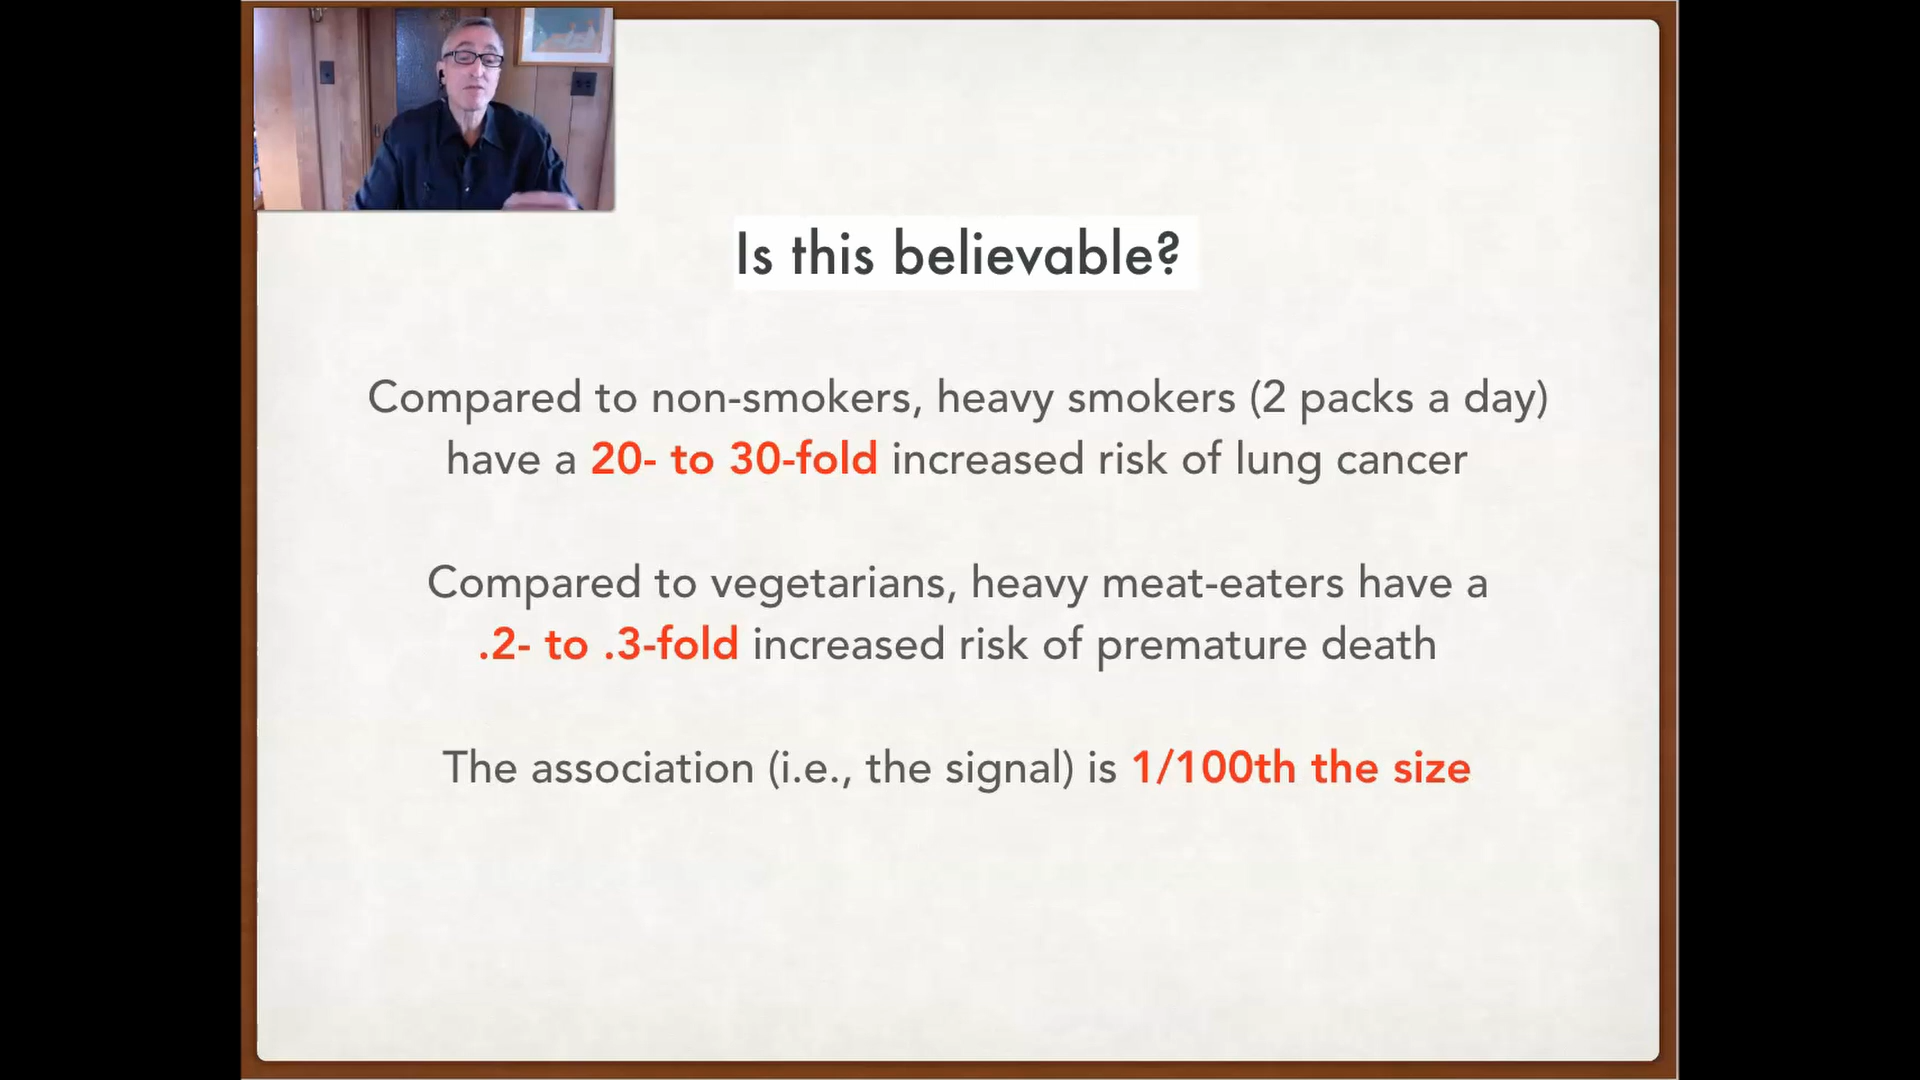 Is this believable?
Compared to non-smokers, heavy smokers (2 packs a day)
have a 20- to 30-fold increased risk of lung cancer
Compared to vegetarians, heavy meat-eaters have a
.2- to .3-fold increased risk of premature death
The association (i.e., the signal) is 1/100th the size